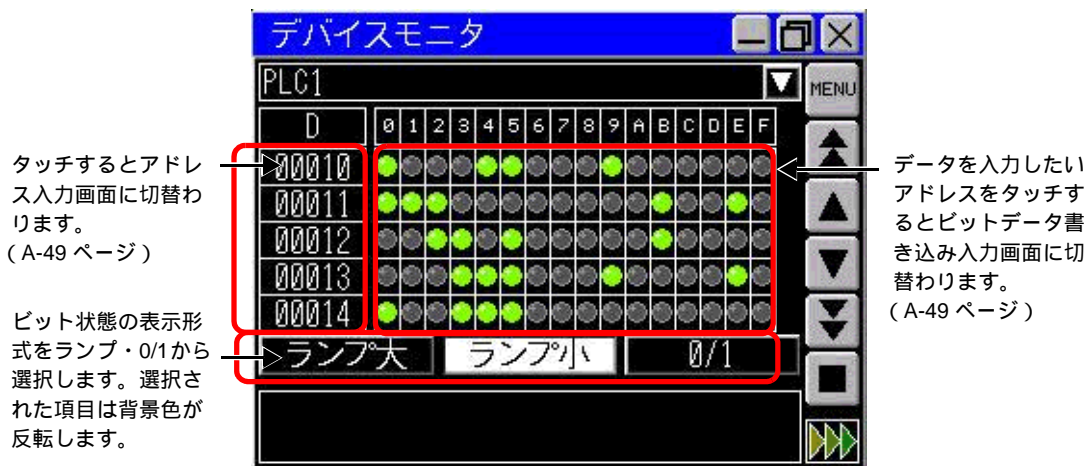 デバイスモニタ
PLC1
MENU
D
0 1 2 3 4 5 6 7 8 9 A B C D E F
00010
00011
00012
00013
00014
ランプ大
ランプ小
0/1
タッチするとアドレ
ス入力画面に切替わ
ります。
（A-49 ページ）
ビット状態の表示形
式をランプ・0/1から
選択します。選択さ
れた項目は背景色が
反転します。
データを入力したい
アドレスをタッチす
るとビットデータ書
き込み入力画面に切
替わります。
（A-49 ページ）